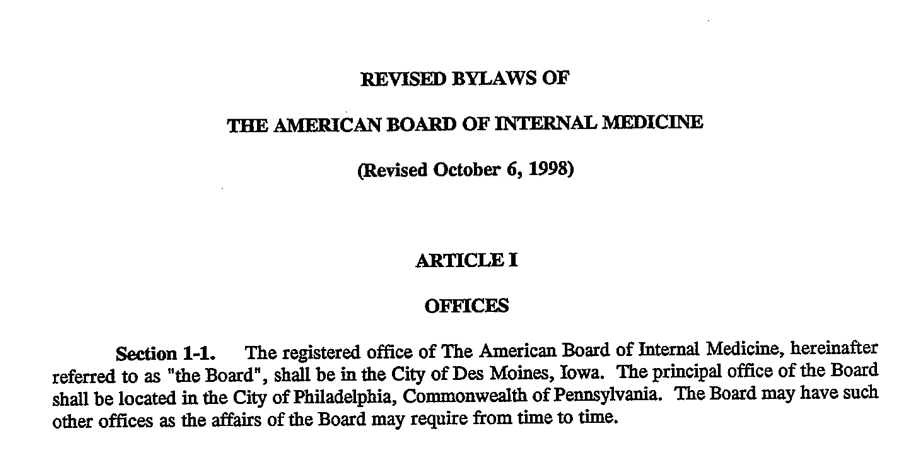 REVISED BYLAWS OF
THE AMERICAN BOARD OF INTERNAL MEDICINE
(Revised October 6, 1998)
ARTICLE I
OFFICES
Section 1-1. The registered office of The American Board of Internal Medicine, hereinafter
referred to as "the Board", shall be in the City of Des Moines, Iowa. The principal office of the Board
shall be located in the City of Philadelphia, Commonwealth of Pennsylvania. The Board may have such
other offices as the affairs of the Board may require from time to time.